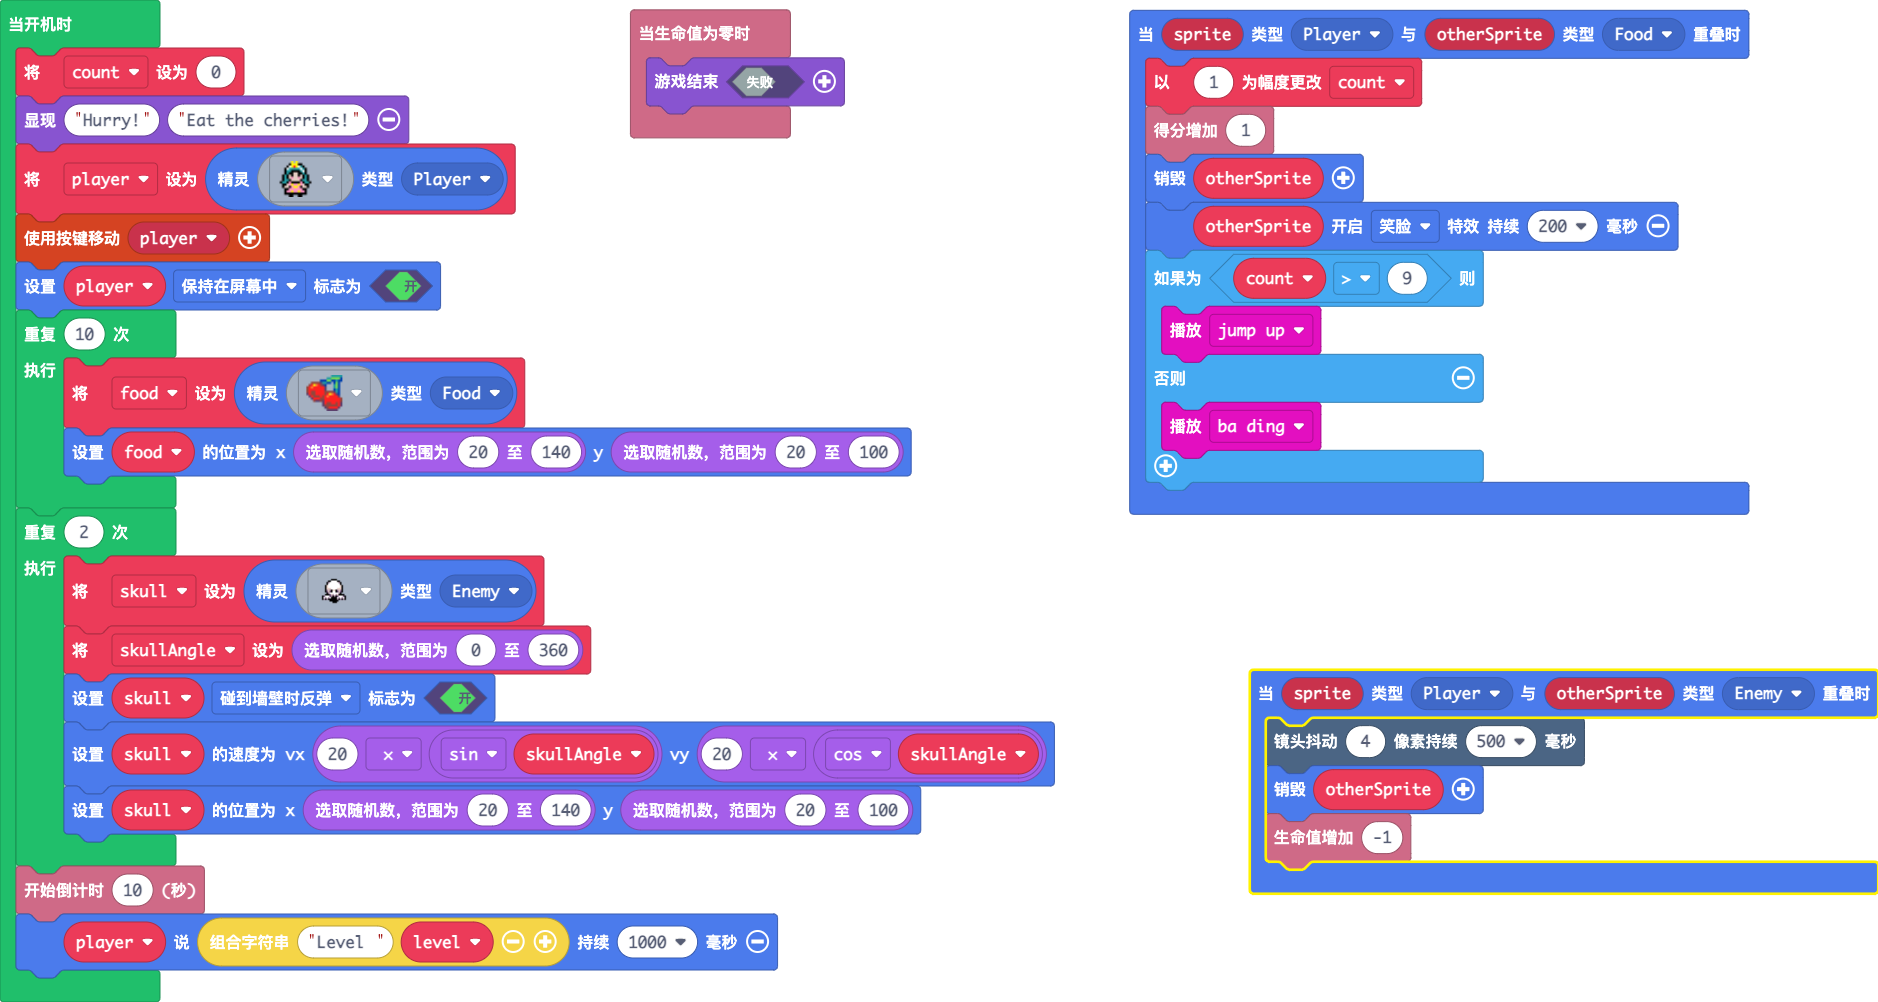 当开机时
将 count 设为 0
显现 "Hurry!" "Eat the cherries!"
将 player 设为 精灵 类型 Player
使用按键移动 player
设置 player 保持在屏幕中 标志为 开
重复 10 次
执行
将 food 设为 精灵 类型 Food
设置 food 的位置为 x 选取随机数，范围为 20 至 140 y 选取随机数，范围为 20 至 100
重复 2 次
执行
将 skull 设为 精灵 类型 Enemy
将 skullAngle 设为 选取随机数，范围为 0 至 360
设置 skull 碰到墙壁时反弹 标志为 开
设置 skull 的速度为 vx 20 x sin skullAngle vy 20 x cos skullAngle
设置 skull 的位置为 x 选取随机数，范围为 20 至 140 y 选取随机数，范围为 20 至 100
开始倒计时 10 (秒)
player 说 组合字符串 "Level " level 持续 1000 毫秒
当生命值为零时
游戏结束 失败
当 sprite 类型 Player 与 otherSprite 类型 Food 重叠时
以 1 为幅度更改 count
得分增加 1
销毁 otherSprite
otherSprite 开启 笑脸 特效 持续 200 毫秒
如果为 count > 9 则
播放 jump up
否则
播放 ba ding
当 sprite 类型 Player 与 otherSprite 类型 Enemy 重叠时
镜头抖动 4 像素持续 500 毫秒
销毁 otherSprite
生命值增加 -1